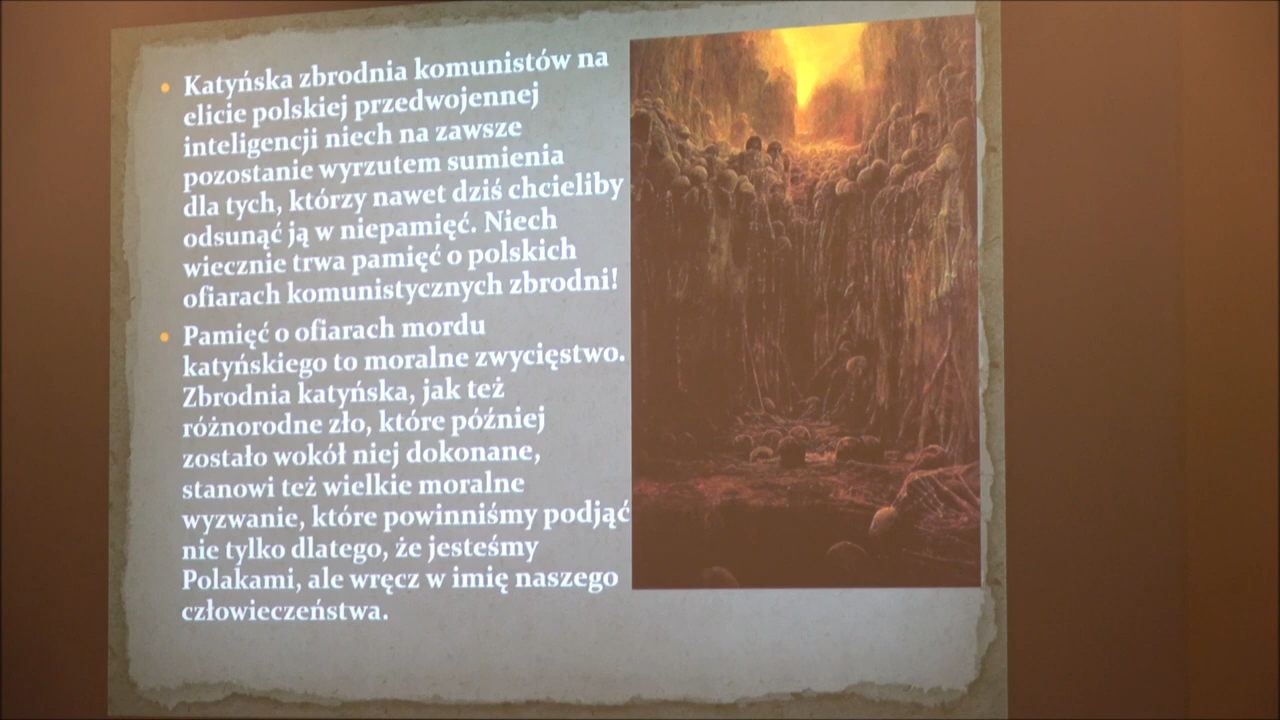 Katyńska zbrodnia komunistów na
elicie polskiej przedwojennej
inteligencji niech na zawsze
pozostanie wyrzutem sumienia
dla tych, którzy nawet dziś chcieliby
odsunąć ją w niepamięć. Niech
wiecznie trwa pamięć o polskich
ofiarach komunistycznych zbrodni!
Pamięć o ofiarach mordu
katyńskiego to moralne zwycięstwo.
Zbrodnia katyńska, jak też
różnorodne zło, które później
zostało wokół niej dokonane,
stanowi też wielkie moralne
wyzwanie, które powinniśmy podjąć
nie tylko dlatego, że jesteśmy
Polakami, ale wręcz w imię naszego
człowieczeństwa.